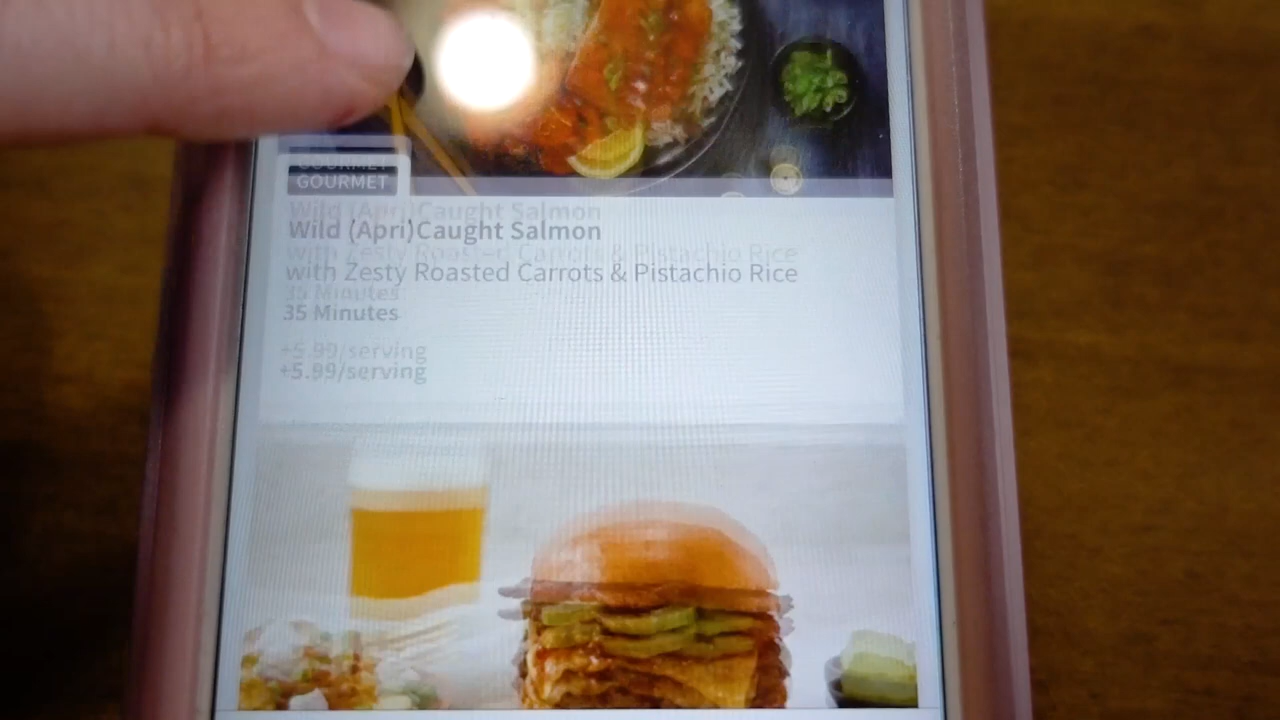 GOURMET
Wild (Apri)Caught Salmon
with Zesty Roasted Carrots & Pistachio Rice
35 Minutes
+5.99/serving